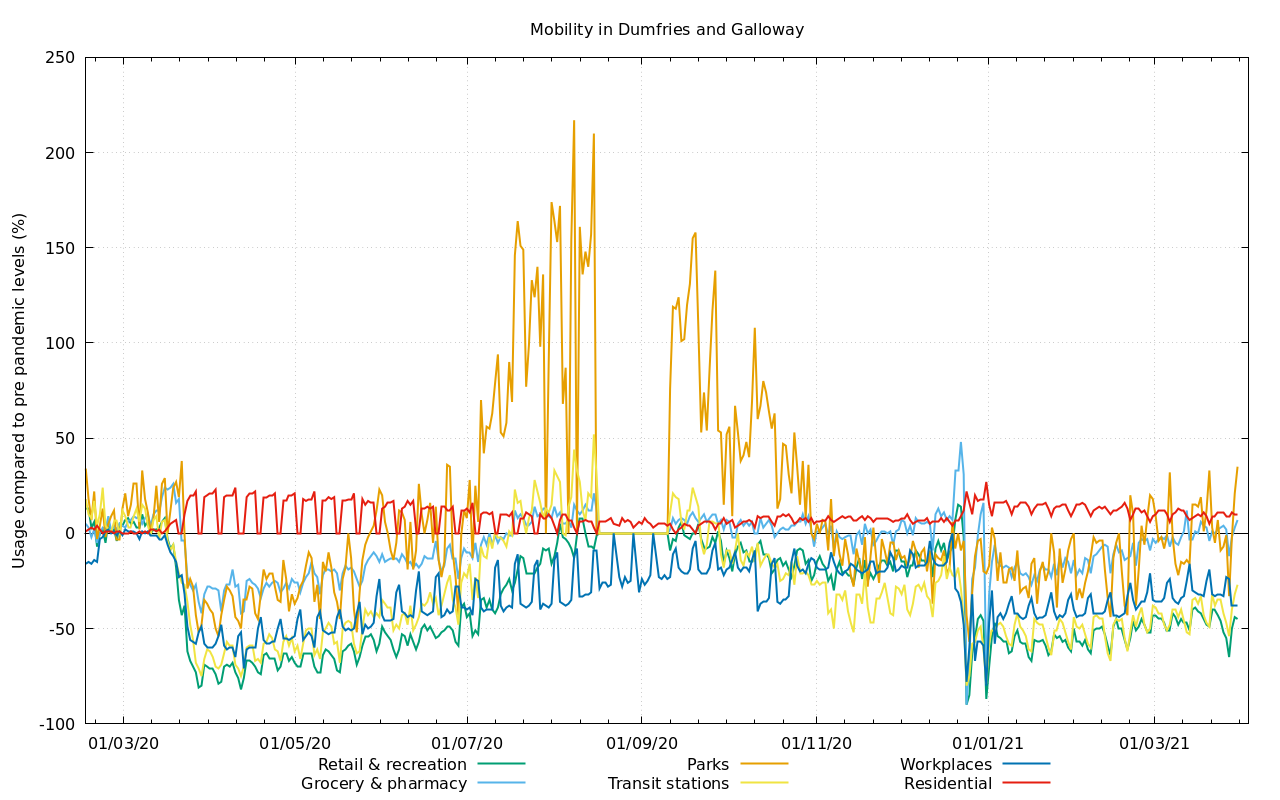 Mobility in Dumfries and Galloway
Usage compared to pre pandemic levels (%)
250
200
150
100
50
0
-50
-100
01/03/20 01/05/20 01/07/20 01/09/20 01/11/20 01/01/21 01/03/21
Retail & recreation Parks Workplaces
Grocery & pharmacy Transit stations Residential